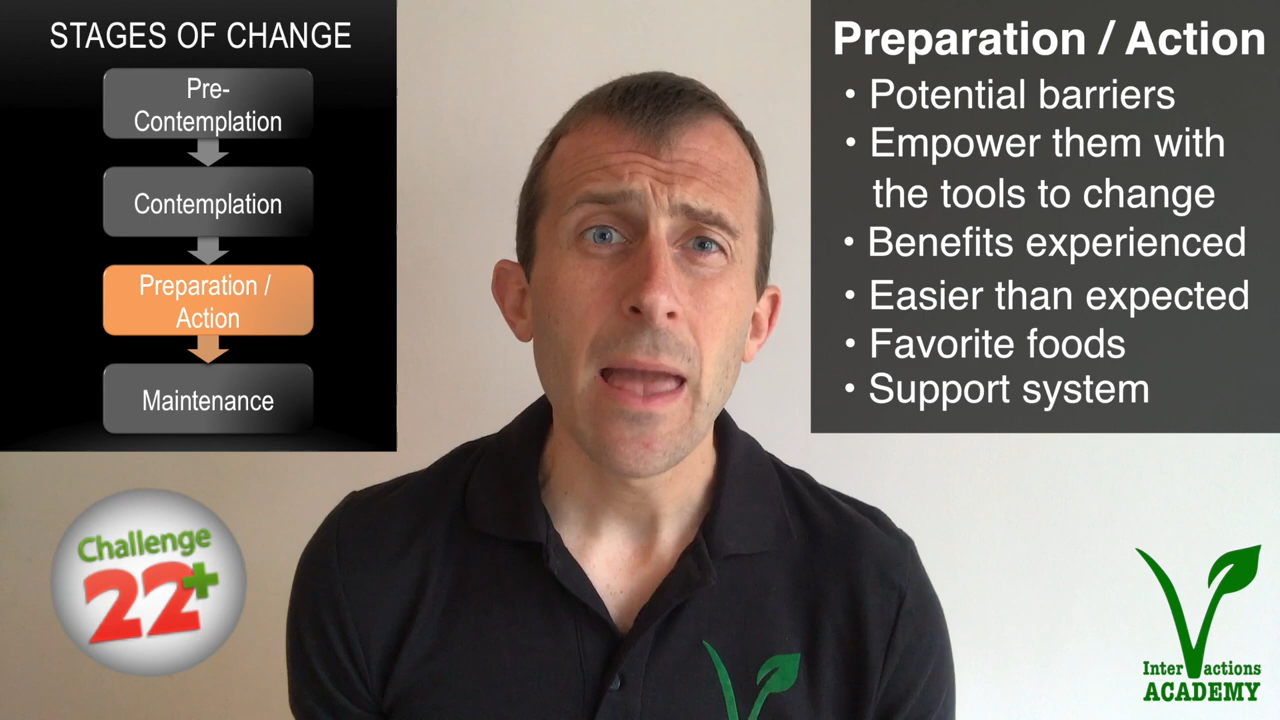 STAGES OF CHANGE
Pre-
Contemplation
Contemplation
Preparation /
Action
Maintenance
Preparation / Action
• Potential barriers
• Empower them with
the tools to change
• Benefits experienced
• Easier than expected
• Favorite foods
• Support system
Challenge
22+
Inter actions
ACADEMY